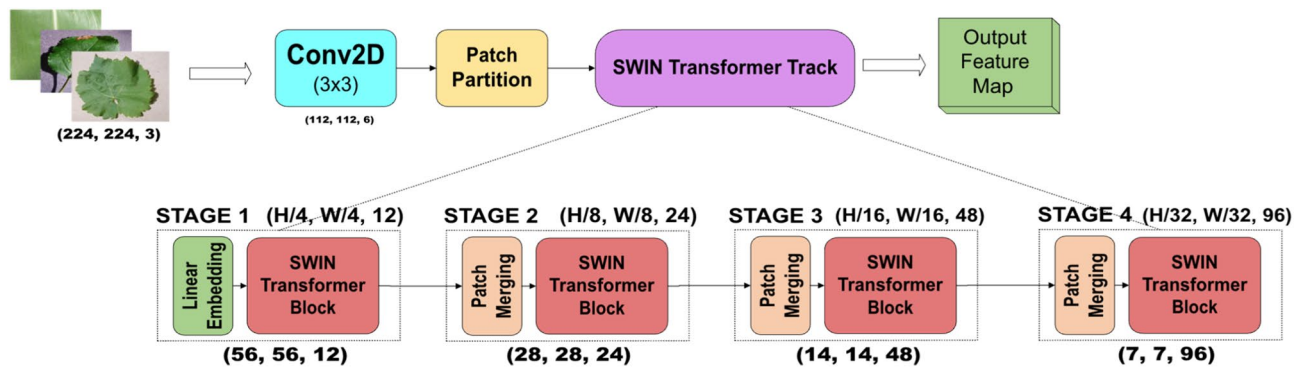 Conv2D
(3x3)
(112, 112, 6)
Patch
Partition
SWIN Transformer Track
Output
Feature
Map
(224, 224, 3)
STAGE 1 (H/4, W/4, 12)
Linear
Embedding
SWIN
Transformer
Block
(56, 56, 12)
STAGE 2 (H/8, W/8, 24)
Patch
Merging
SWIN
Transformer
Block
(28, 28, 24)
STAGE 3 (H/16, W/16, 48)
Patch
Merging
SWIN
Transformer
Block
(14, 14, 48)
STAGE 4 (H/32, W/32, 96)
Patch
Merging
SWIN
Transformer
Block
(7, 7, 96)